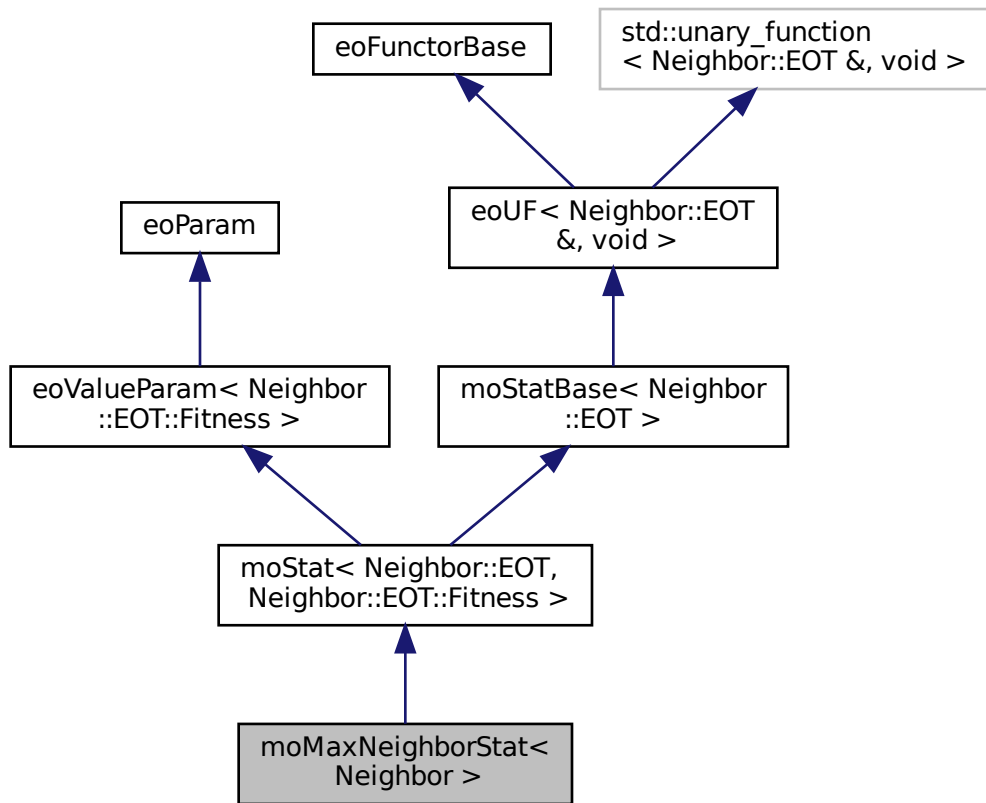 eoFunctorBase
std::unary_function
< Neighbor::EOT &, void >
eoParam
eoUF< Neighbor::EOT
&, void >
eoValueParam< Neighbor
::EOT::Fitness >
moStatBase< Neighbor
::EOT >
moStat< Neighbor::EOT,
Neighbor::EOT::Fitness >
moMaxNeighborStat<
Neighbor >